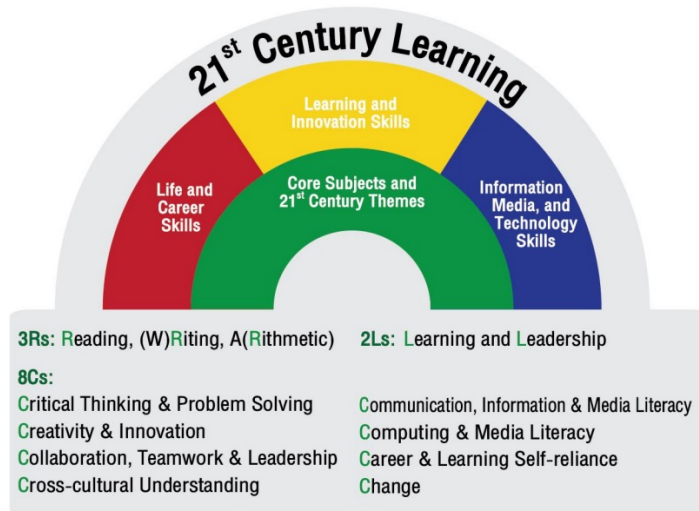 21st Century Learning
Learning and
Innovation Skills
Life and
Career
Skills
Core Subjects and
21st Century Themes
Information
Media, and
Technology
Skills
3Rs: Reading, (W)Riting, A(Rithmetic)
2Ls: Learning and Leadership
8Cs:
Critical Thinking & Problem Solving
Creativity & Innovation
Collaboration, Teamwork & Leadership
Cross-cultural Understanding
Communication, Information & Media Literacy
Computing & Media Literacy
Career & Learning Self-reliance
Change